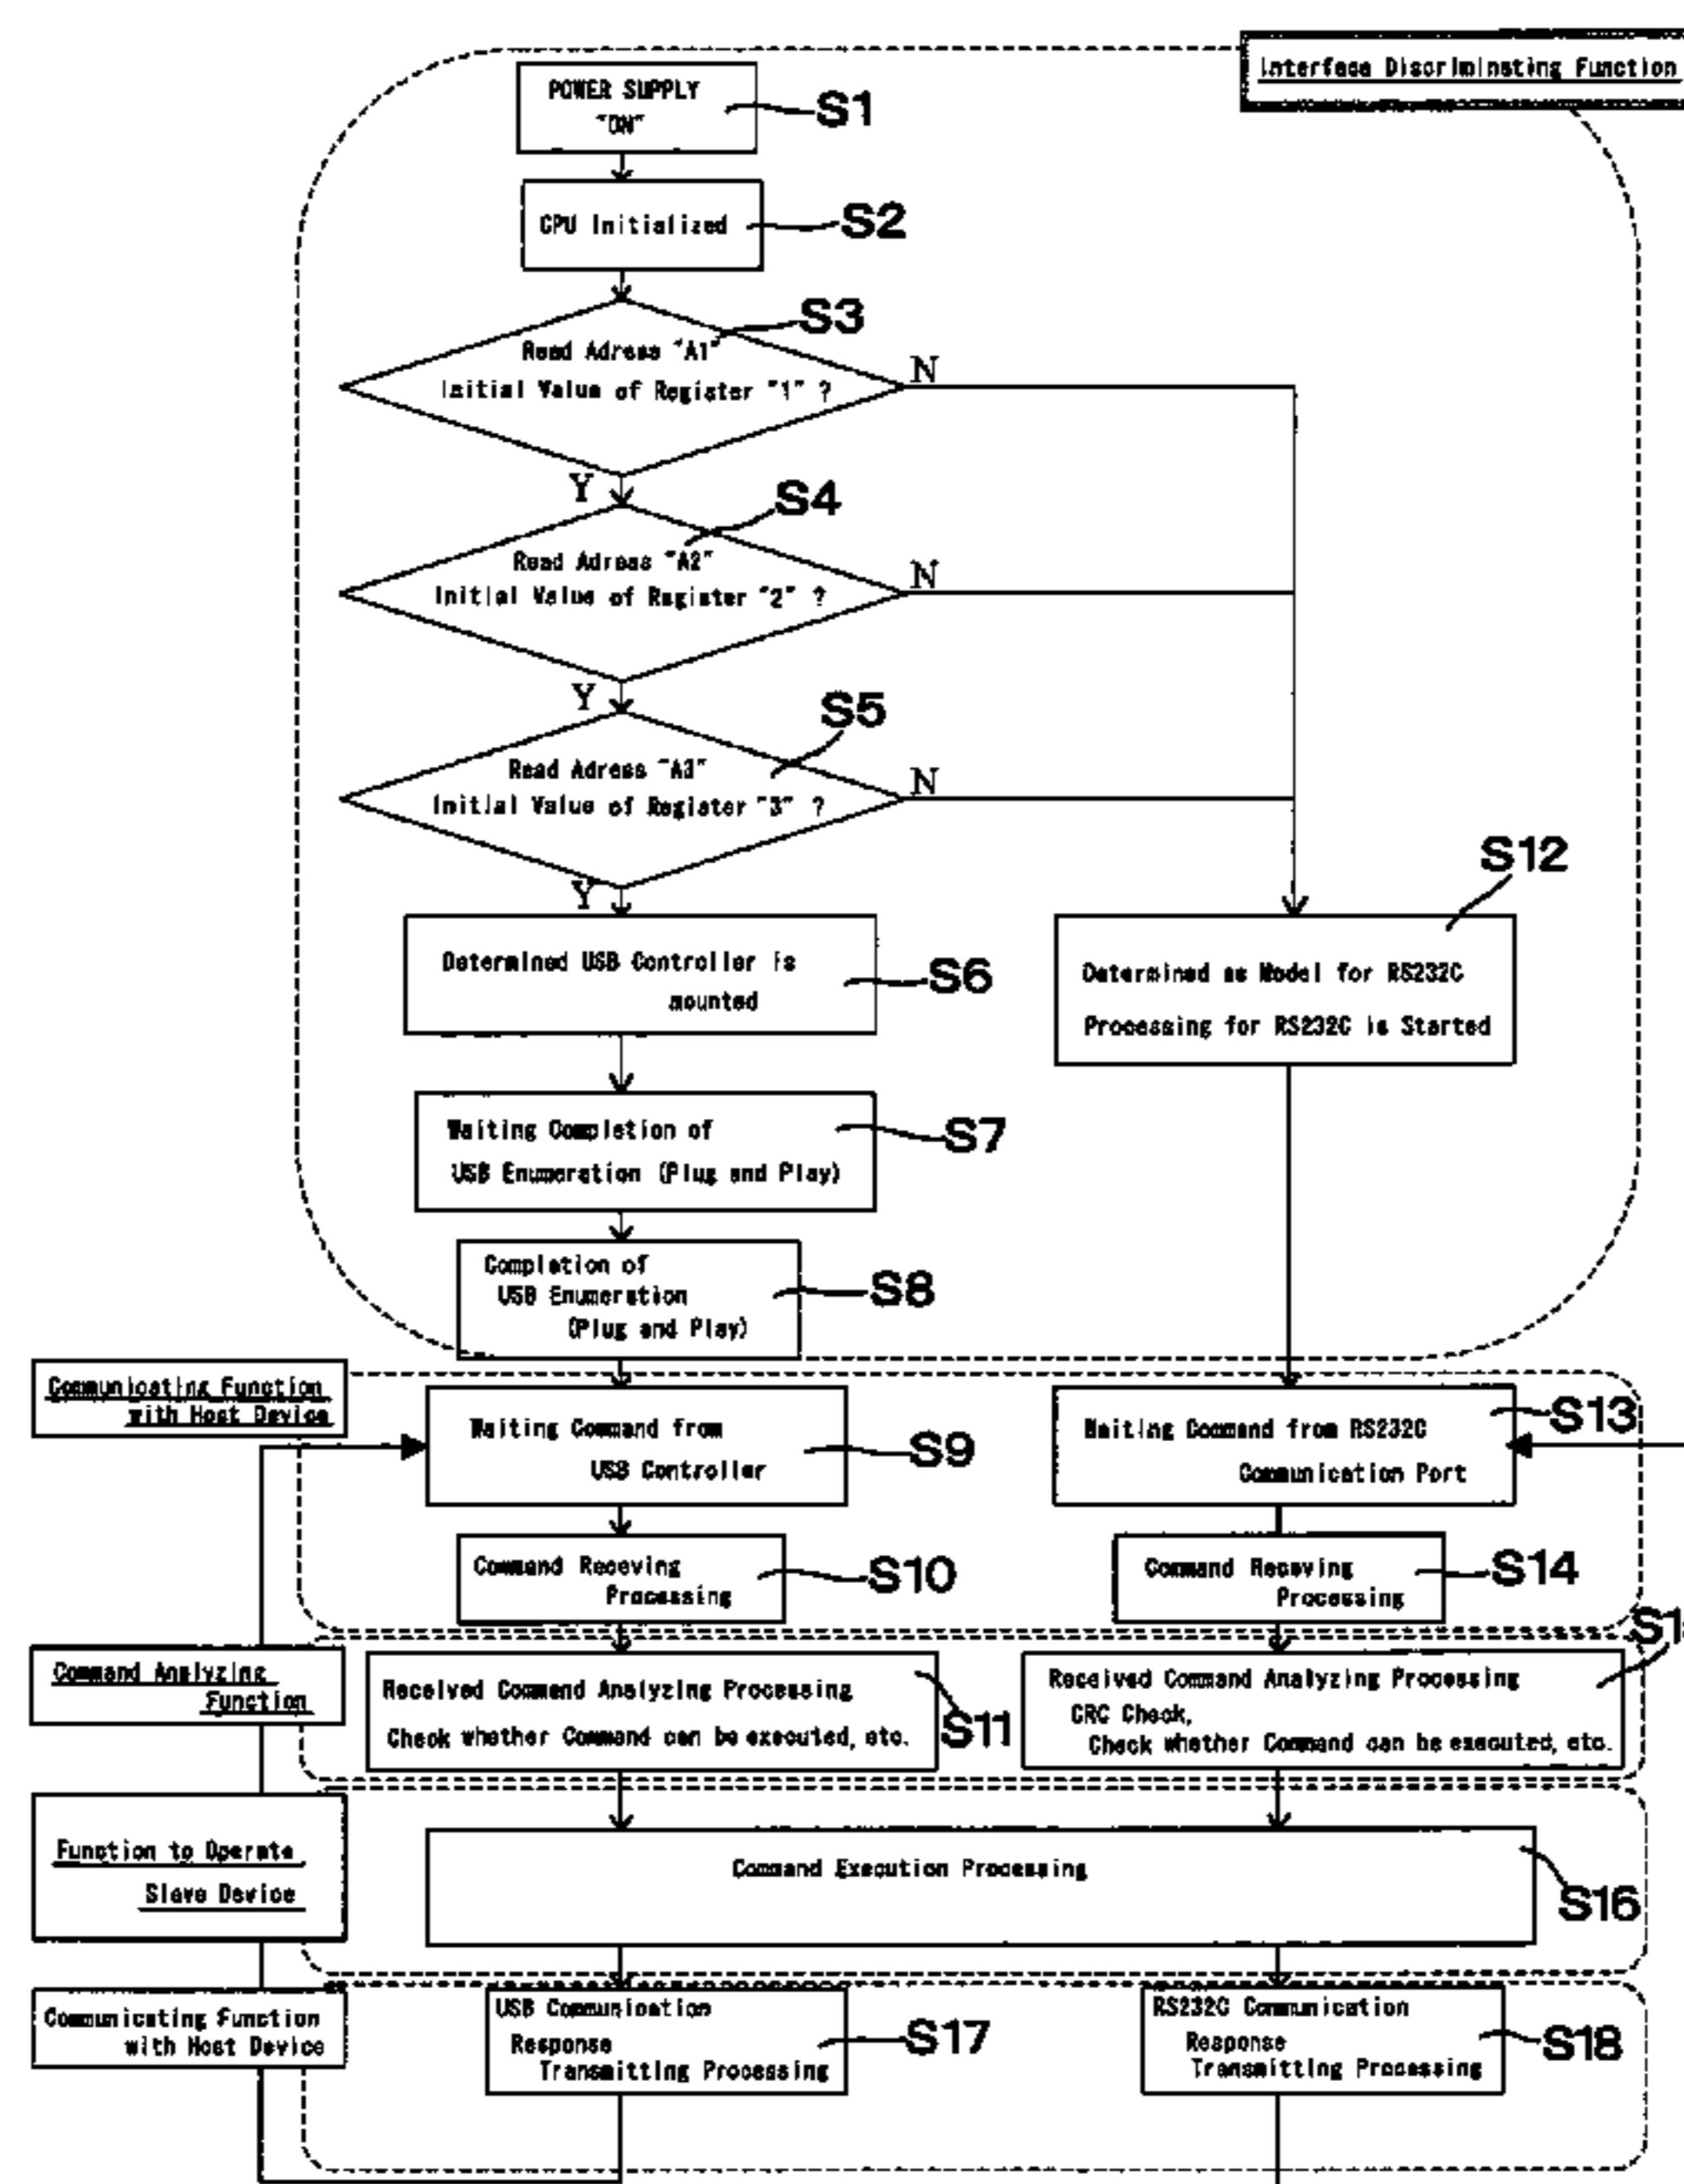 Interface Discriminating Function
POWER SUPPLY
"ON"
S1
CPU Initialized
S2
S3
Read Adress "A1"
Initial Value of Register "1" ?
N
Y
S4
Read Adress "A2"
Initial Value of Register "2" ?
N
Y
S5
Read Adress "A3"
Initial Value of Register "3" ?
N
Y
S12
Determined USB Controller is
mounted
S6
Determined as Model for RS232C
Processing for RS232C is Started
Waiting Completion of
USB Enumeration (Plug and Play)
S7
Completion of
USB Enumeration
(Plug and Play)
S8
Communicating Function
with Host Device
Waiting Command from
USB Controller
S9
Waiting Command from RS232C
Communication Port
S13
Command Receving
Processing
S10
Command Receving
Processing
S14
Command Analyzing
Function
Received Command Analyzing Processing
Check whether Command can be executed, etc.
S11
Received Command Analyzing Processing
CRC Check,
Check whether Command can be executed, etc.
Function to Operate
Slave Device
Command Execution Processing
S16
Communicating Function
with Host Device
USB Communication
Response
Transmitting Processing
S17
RS232C Communication
Response
Transmitting Processing
S18